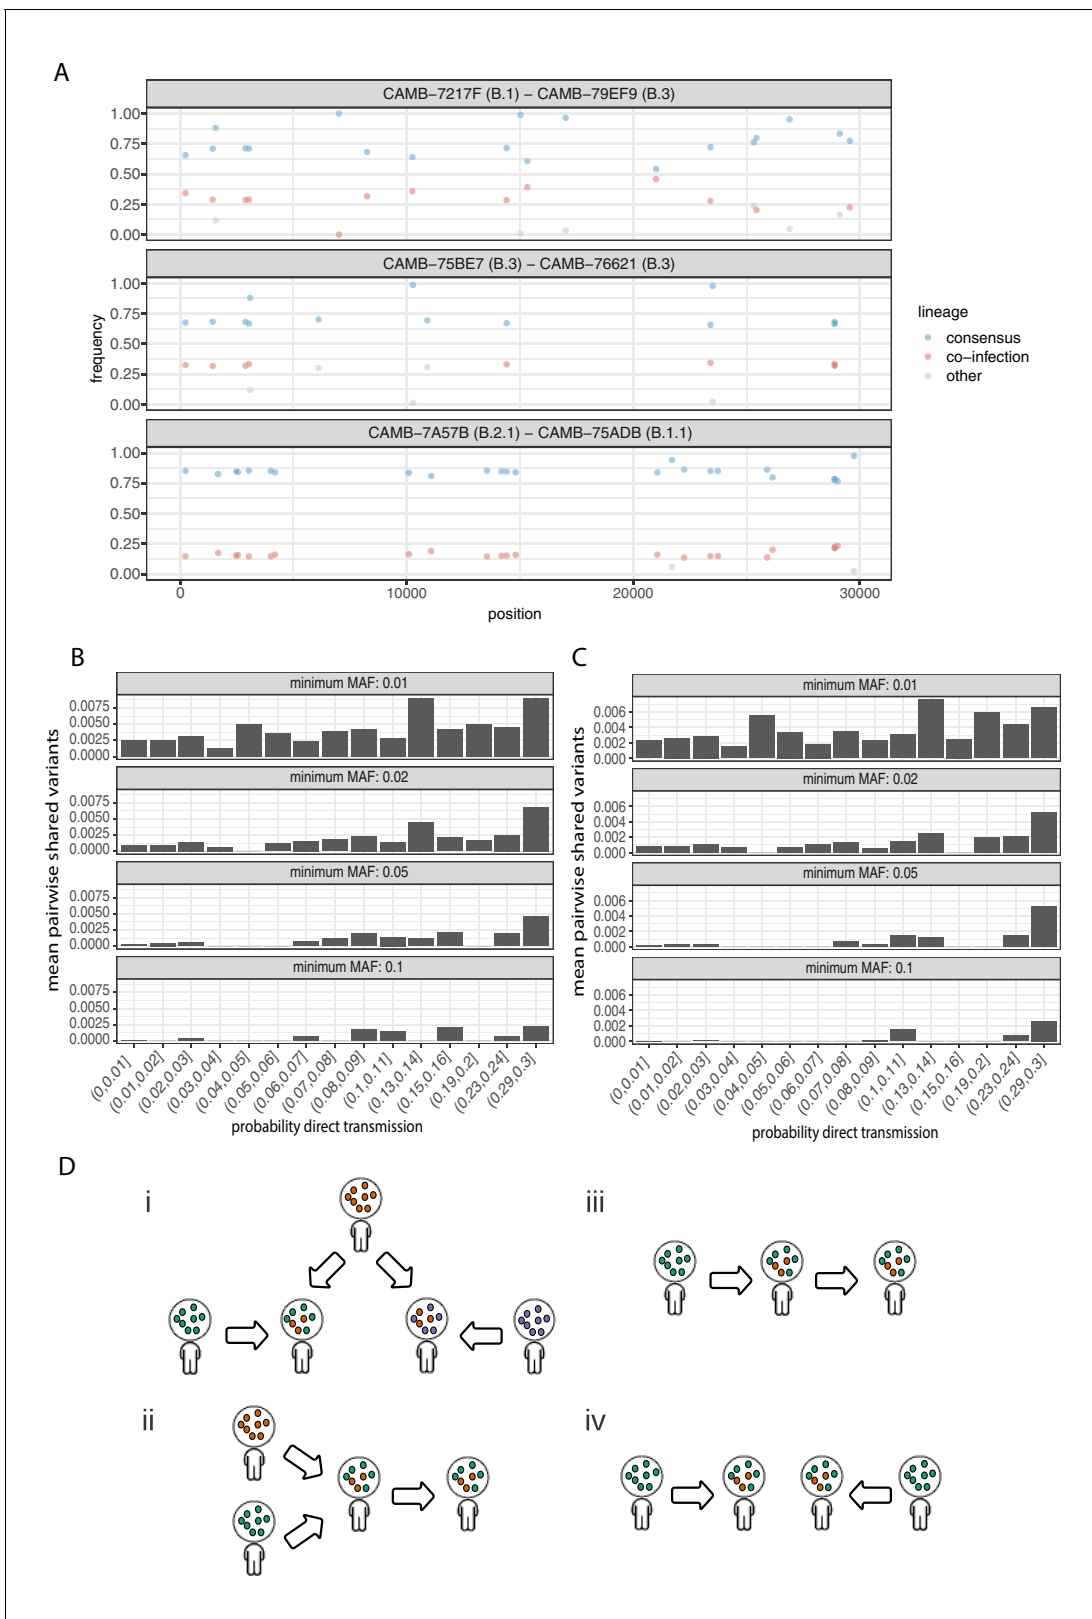 A
CAMB−7217F (B.1) − CAMB−79EF9 (B.3)
1.00
0.75
0.50
0.25
0.00
CAMB−75BE7 (B.3) − CAMB−76621 (B.3)
1.00
0.75
0.50
0.25
0.00
CAMB−7A57B (B.2.1) − CAMB−75ADB (B.1.1)
1.00
0.75
0.50
0.25
0.00
frequency
0 10000 20000 30000
position
lineage
consensus
co−infection
other
B
minimum MAF: 0.01
0.0075
0.0050
0.0025
0.0000
minimum MAF: 0.02
0.0075
0.0050
0.0025
0.0000
minimum MAF: 0.05
0.0075
0.0050
0.0025
0.0000
minimum MAF: 0.1
0.0075
0.0050
0.0025
0.0000
mean pairwise shared variants
(0,0.01]
(0.01,0.02]
(0.02,0.03]
(0.03,0.04]
(0.04,0.05]
(0.05,0.06]
(0.06,0.07]
(0.07,0.08]
(0.08,0.09]
(0.1,0.11]
(0.13,0.14]
(0.15,0.16]
(0.19,0.2]
(0.23,0.24]
(0.29,0.3]
probability direct transmission
C
minimum MAF: 0.01
0.006
0.004
0.002
0.000
minimum MAF: 0.02
0.006
0.004
0.002
0.000
minimum MAF: 0.05
0.006
0.004
0.002
0.000
minimum MAF: 0.1
0.006
0.004
0.002
0.000
mean pairwise shared variants
(0,0.01]
(0.01,0.02]
(0.02,0.03]
(0.03,0.04]
(0.04,0.05]
(0.05,0.06]
(0.06,0.07]
(0.07,0.08]
(0.08,0.09]
(0.1,0.11]
(0.13,0.14]
(0.15,0.16]
(0.19,0.2]
(0.23,0.24]
(0.29,0.3]
probability direct transmission
D
i
iii
ii
iv